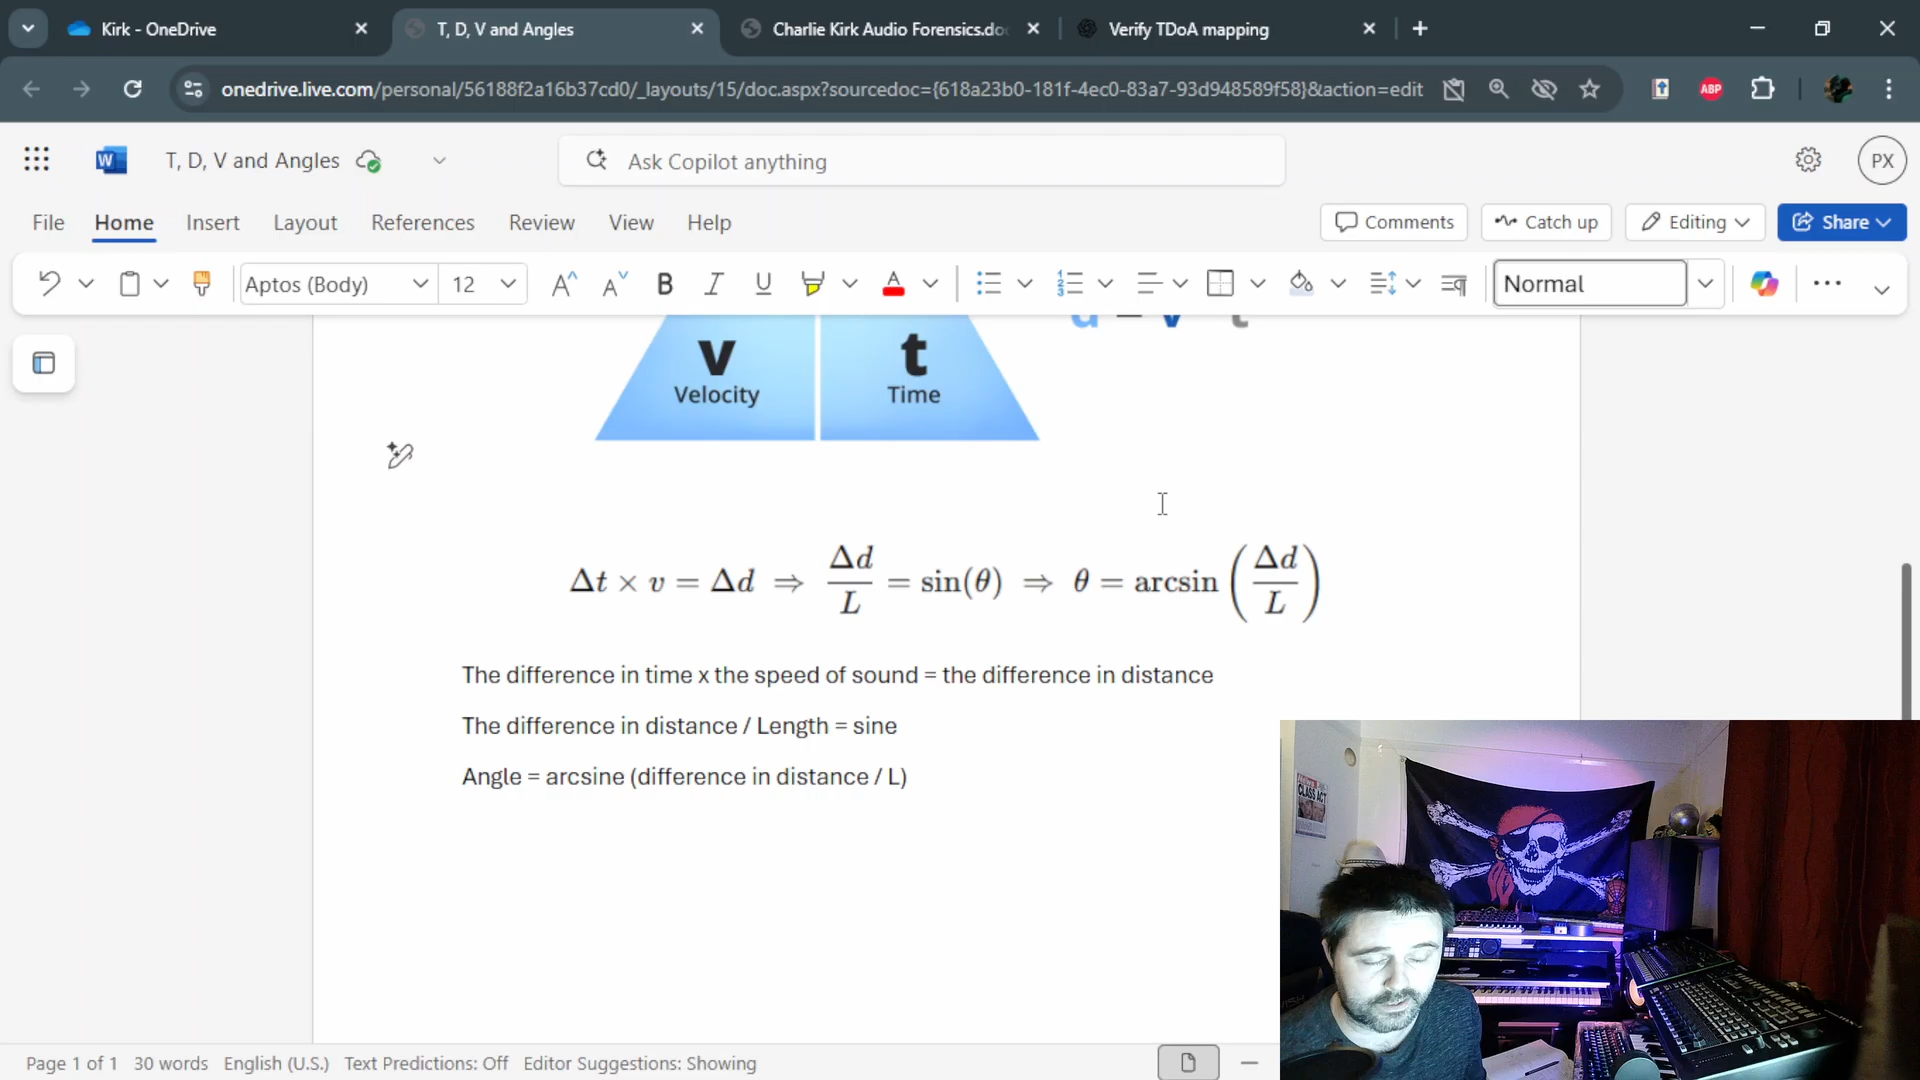 Kirk - OneDrive
T, D, V and Angles
Charlie Kirk Audio Forensics.do
Verify TDoA mapping
onedrive.live.com/personal/56188f2a16b37cd0/_layouts/15/doc.aspx?sourcedoc={618a23b0-181f-4ec0-83a7-93d948589f58}&action=edit
ABP
W
T, D, V and Angles
Ask Copilot anything
PX
File Home Insert Layout References Review View Help
Comments
Catch up
Editing
Share
Aptos (Body)
12
A A B I U A
Normal
d = v t
v
Velocity
t
Time
Δt × v = Δd ⇒ Δd/L = sin(θ) ⇒ θ = arcsin(Δd/L)
The difference in time x the speed of sound = the difference in distance
The difference in distance / Length = sine
Angle = arcsine (difference in distance / L)
CLASS ACT
Page 1 of 1 30 words English (U.S.) Text Predictions: Off Editor Suggestions: Showing